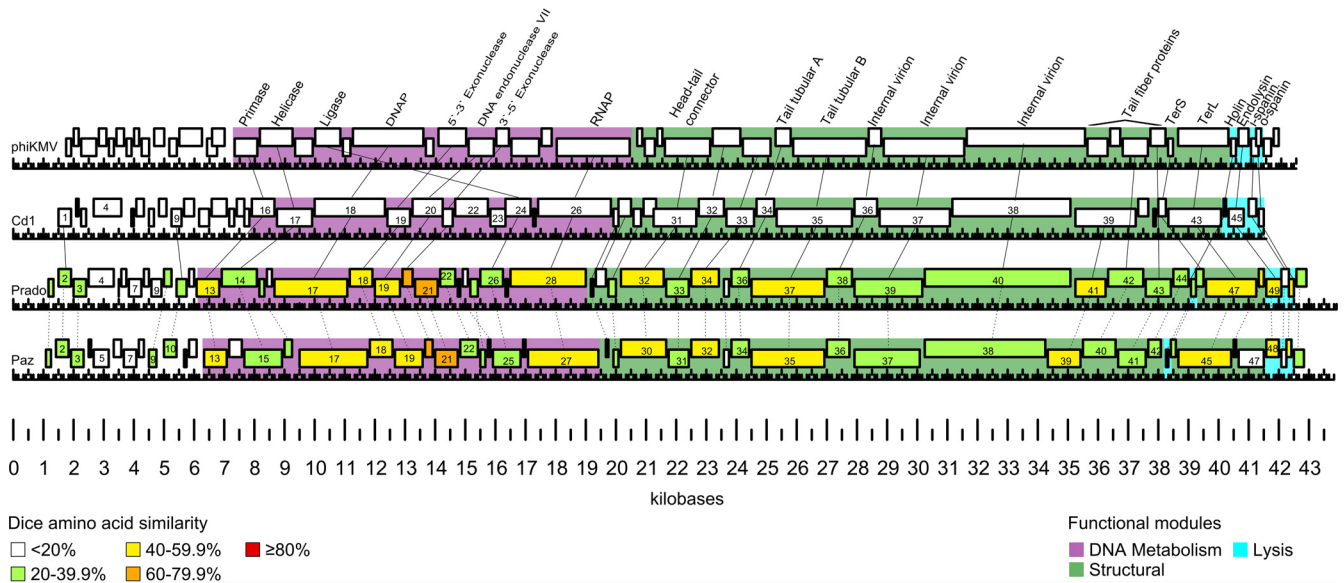 Primase
Helicase
Ligase
DNAP
5`-3` Exonuclease
DNA endonuclease VII
3`-5` Exonuclease
RNAP
Head-tail
connector
Tail tubular A
Tail tubular B
Internal virion
Internal virion
Internal virion
Tail fiber proteins
TerS
TerL
Holin
Endolysin
i-spanin
o-spanin
phiKMV
Cd1
1 4 9 16 17 18 19 20 22 23 24 26 31 32 33 34 35 36 37 38 39 43 45
Prado
2 3 4 7 9 5 13 14 17 18 19 21 22 26 28 32 33 34 36 37 38 39 40 41 42 43 44 47 49
Paz
2 3 5 7 9 10 13 15 17 18 19 21 22 25 27 30 31 32 34 35 36 37 38 39 40 41 42 45 47 48
0 1 2 3 4 5 6 7 8 9 10 11 12 13 14 15 16 17 18 19 20 21 22 23 24 25 26 27 28 29 30 31 32 33 34 35 36 37 38 39 40 41 42 43
kilobases
Dice amino acid similarity
<20% 40-59.9% ≥80%
20-39.9% 60-79.9%
Functional modules
DNA Metabolism Lysis
Structural